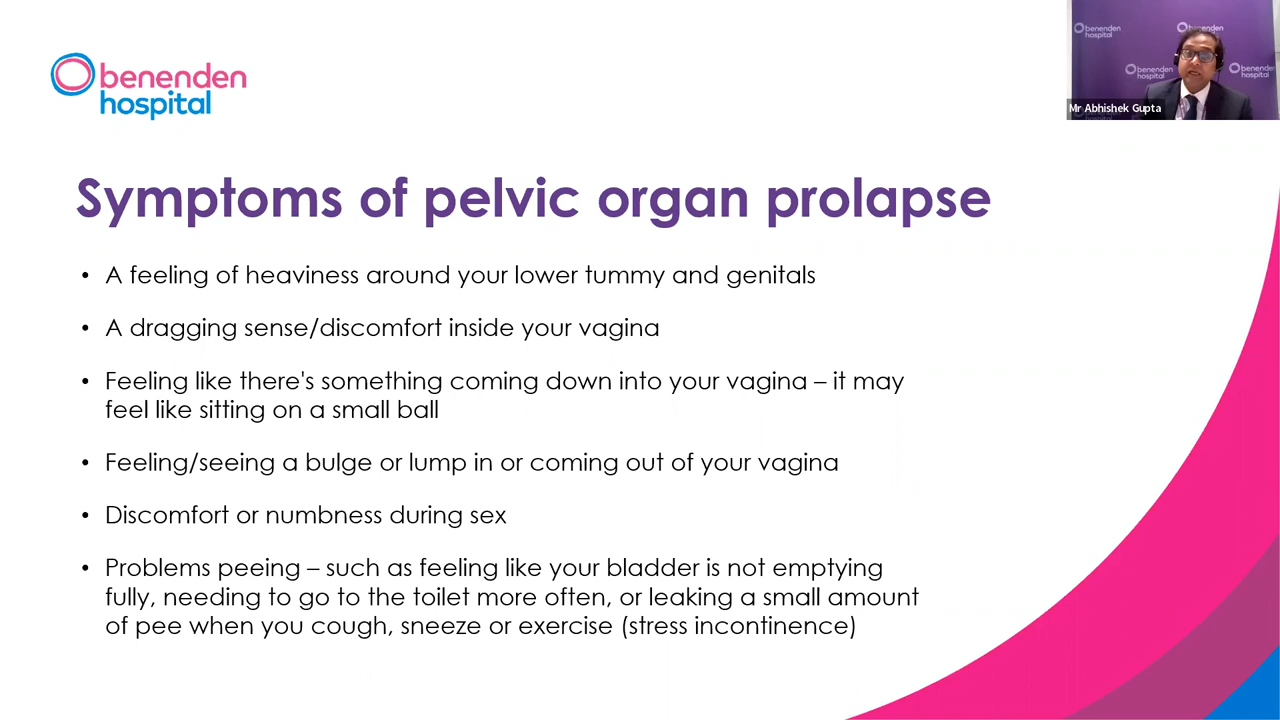 benenden
hospital
benenden
hospital
benenden
hospital
benenden
hospital
benenden
hospital
Mr Abhishek Gupta
Symptoms of pelvic organ prolapse
• A feeling of heaviness around your lower tummy and genitals
• A dragging sense/discomfort inside your vagina
• Feeling like there's something coming down into your vagina – it may
feel like sitting on a small ball
• Feeling/seeing a bulge or lump in or coming out of your vagina
• Discomfort or numbness during sex
• Problems peeing – such as feeling like your bladder is not emptying
fully, needing to go to the toilet more often, or leaking a small amount
of pee when you cough, sneeze or exercise (stress incontinence)